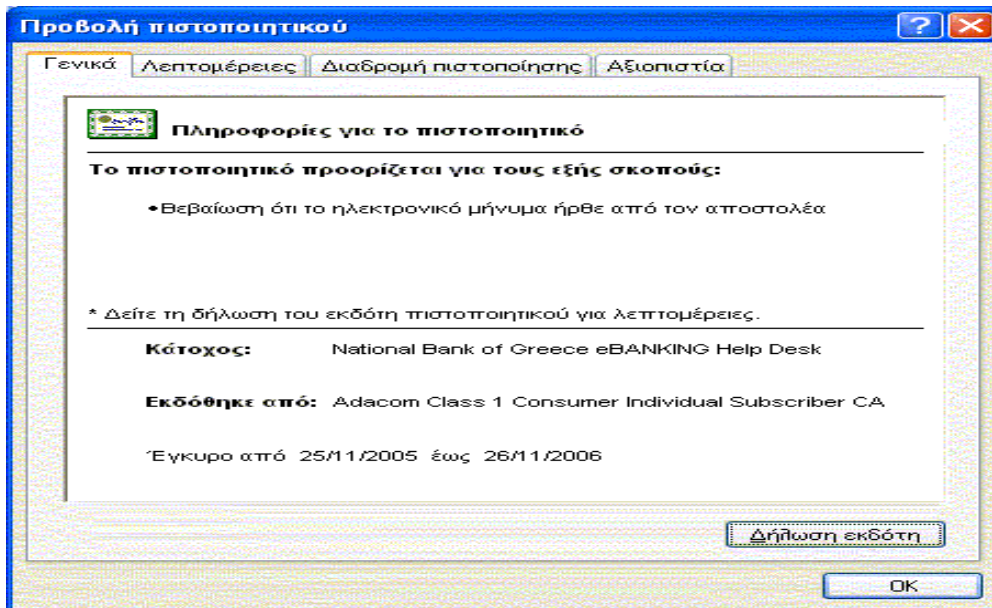 Προβολή πιστοποιητικού
Γενικά Λεπτομέρειες Διαδρομή πιστοποίησης Αξιοπιστία
Πληροφορίες για το πιστοποιητικό
Το πιστοποιητικό προορίζεται για τους εξής σκοπούς:
•Βεβαίωση ότι το ηλεκτρονικό μήνυμα ήρθε από τον αποστολέα
* Δείτε τη δήλωση του εκδότη πιστοποιητικού για λεπτομέρειες.
Κάτοχος: National Bank of Greece eBANKING Help Desk
Εκδόθηκε από: Adacom Class 1 Consumer Individual Subscriber CA
Έγκυρο από 25/11/2005 έως 26/11/2006
Δήλωση εκδότη
OK